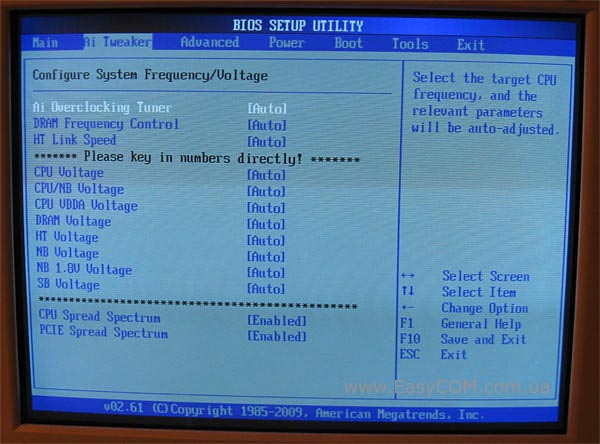 BIOS SETUP UTILITY
Main Ai Tweaker Advanced Power Boot Tools Exit
Configure System Frequency/Voltage
Ai Overclocking Tuner [Auto]
DRAM Frequency Control [Auto]
HT Link Speed [Auto]
******* Please key in numbers directly! *******
CPU Voltage [Auto]
CPU/NB Voltage [Auto]
CPU VDDA Voltage [Auto]
DRAM Voltage [Auto]
HT Voltage [Auto]
NB Voltage [Auto]
NB 1.8V Voltage [Auto]
SB Voltage [Auto]
***********************************************
CPU Spread Spectrum [Enabled]
PCIE Spread Spectrum [Enabled]
Select the target CPU
frequency, and the
relevant parameters
will be auto-adjusted.
↔ Select Screen
↑↓ Select Item
+- Change Option
F1 General Help
F10 Save and Exit
ESC Exit
www.EasyCOM.com.ua
v02.61 (C)Copyright 1985-2009, American Megatrends, Inc.